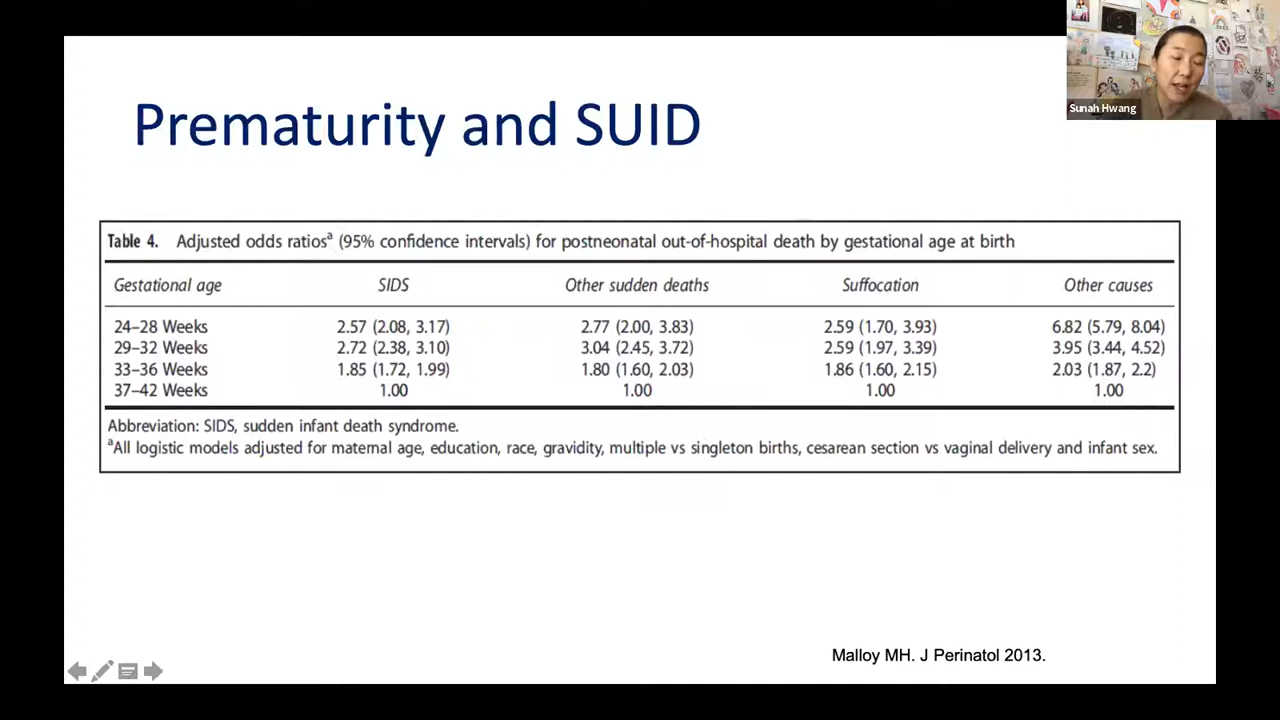 Sunah Hwang
Prematurity and SUID
Table 4. Adjusted odds ratiosᵃ (95% confidence intervals) for postneonatal out-of-hospital death by gestational age at birth
Gestational age SIDS Other sudden deaths Suffocation Other causes
24–28 Weeks 2.57 (2.08, 3.17) 2.77 (2.00, 3.83) 2.59 (1.70, 3.93) 6.82 (5.79, 8.04)
29–32 Weeks 2.72 (2.38, 3.10) 3.04 (2.45, 3.72) 2.59 (1.97, 3.39) 3.95 (3.44, 4.52)
33–36 Weeks 1.85 (1.72, 1.99) 1.80 (1.60, 2.03) 1.86 (1.60, 2.15) 2.03 (1.87, 2.2)
37–42 Weeks 1.00 1.00 1.00 1.00
Abbreviation: SIDS, sudden infant death syndrome.
ᵃAll logistic models adjusted for maternal age, education, race, gravidity, multiple vs singleton births, cesarean section vs vaginal delivery and infant sex.
Malloy MH. J Perinatol 2013.